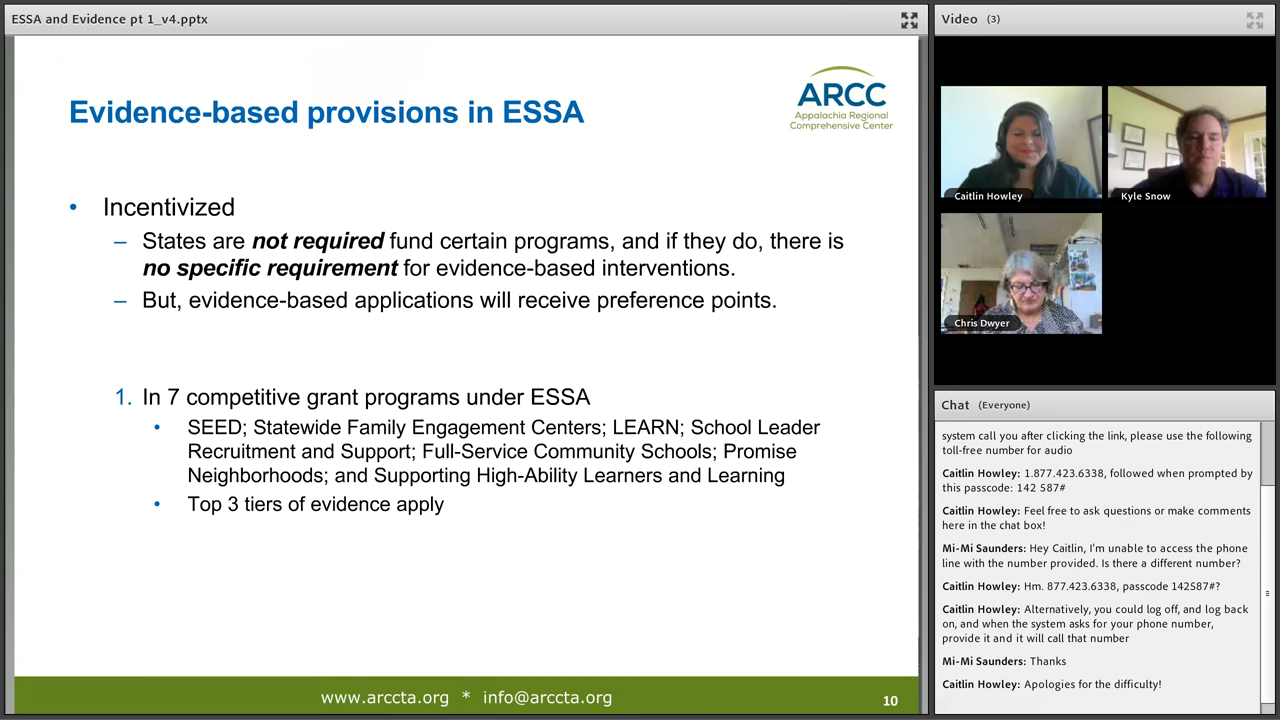 ESSA and Evidence pt 1_v4.pptx
Evidence-based provisions in ESSA
ARCC
Appalachia Regional
Comprehensive Center
• Incentivized
– States are not required fund certain programs, and if they do, there is
no specific requirement for evidence-based interventions.
– But, evidence-based applications will receive preference points.
1. In 7 competitive grant programs under ESSA
• SEED; Statewide Family Engagement Centers; LEARN; School Leader
Recruitment and Support; Full-Service Community Schools; Promise
Neighborhoods; and Supporting High-Ability Learners and Learning
• Top 3 tiers of evidence apply
www.arccta.org * info@arccta.org
10
Video (3)
Caitlin Howley
Kyle Snow
Chris Dwyer
Chat (Everyone)
system call you after clicking the link, please use the following
toll-free number for audio
Caitlin Howley: 1.877.423.6338, followed when prompted by
this passcode: 142 587#
Caitlin Howley: Feel free to ask questions or make comments
here in the chat box!
Mi-Mi Saunders: Hey Caitlin, I'm unable to access the phone
line with the number provided. Is there a different number?
Caitlin Howley: Hm. 877.423.6338, passcode 142587#?
Caitlin Howley: Alternatively, you could log off, and log back
on, and when the system asks for your phone number,
provide it and it will call that number
Mi-Mi Saunders: Thanks
Caitlin Howley: Apologies for the difficulty!